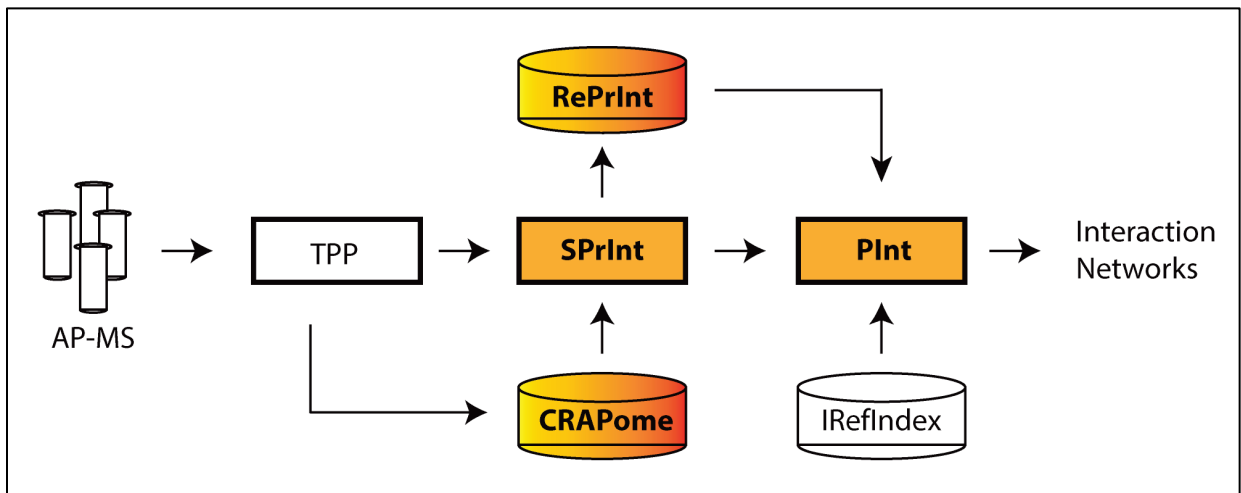 RePrInt
AP-MS
TPP
SPrInt
PInt
Interaction
Networks
CRAPome
IRefIndex